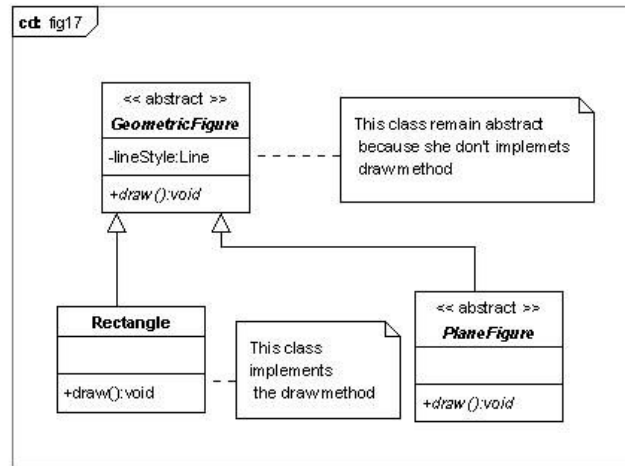 cd: fig17
<< abstract >>
GeometricFigure
-lineStyle:Line
+draw():void
This class remain abstract
because she don't implemets
draw method
Rectangle
+draw():void
This class
implements
the draw method
<< abstract >>
PlaneFigure
+draw():void